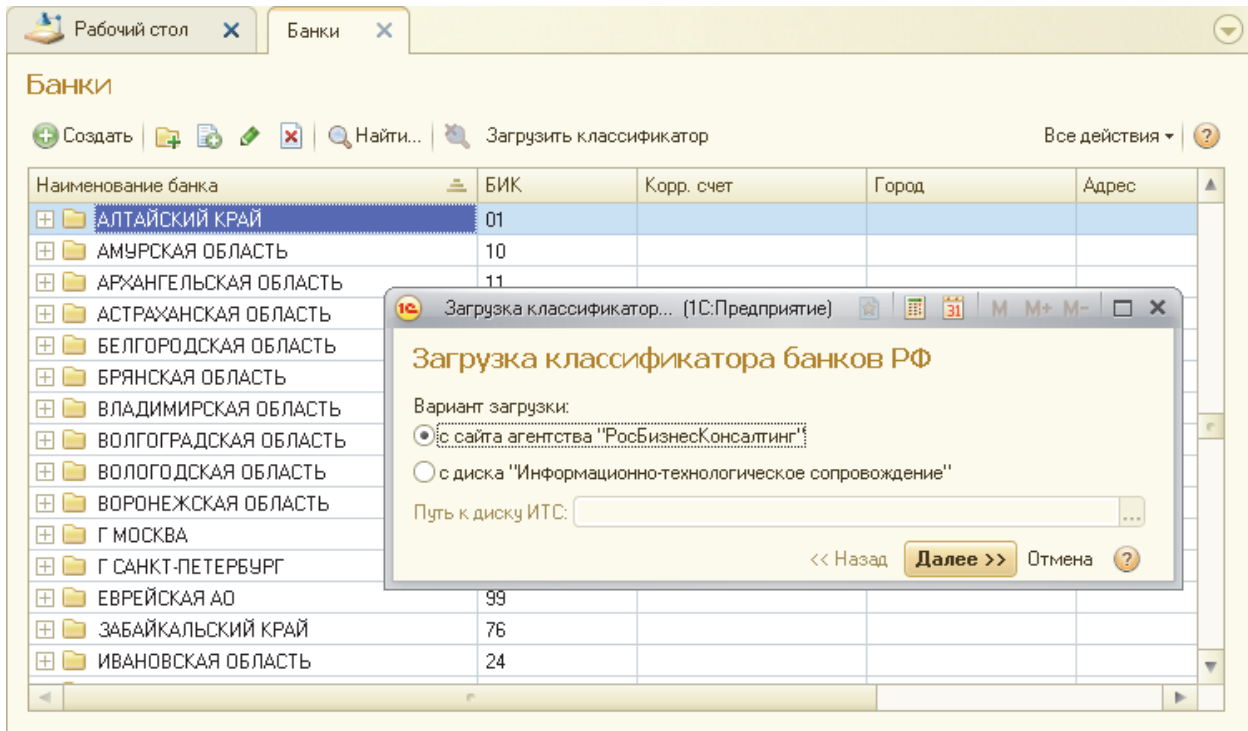 Рабочий стол Банки
Банки
Создать Найти... Загрузить классификатор Все действия
Наименование банка БИК Корр. счет Город Адрес
АЛТАЙСКИЙ КРАЙ 01
АМУРСКАЯ ОБЛАСТЬ 10
АРХАНГЕЛЬСКАЯ ОБЛАСТЬ 11
АСТРАХАНСКАЯ ОБЛАСТЬ
БЕЛГОРОДСКАЯ ОБЛАСТЬ
БРЯНСКАЯ ОБЛАСТЬ
ВЛАДИМИРСКАЯ ОБЛАСТЬ
ВОЛГОГРАДСКАЯ ОБЛАСТЬ
ВОЛОГОДСКАЯ ОБЛАСТЬ
ВОРОНЕЖСКАЯ ОБЛАСТЬ
Г МОСКВА
Г САНКТ-ПЕТЕРБУРГ
ЕВРЕЙСКАЯ АО 99
ЗАБАЙКАЛЬСКИЙ КРАЙ 76
ИВАНОВСКАЯ ОБЛАСТЬ 24
1С Загрузка классификатор... (1С:Предприятие) 31 M M+ M-
Загрузка классификатора банков РФ
Вариант загрузки:
с сайта агентства "РосБизнесКонсалтинг"
с диска "Информационно-технологическое сопровождение"
Путь к диску ИТС: ...
<< Назад Далее >> Отмена ?